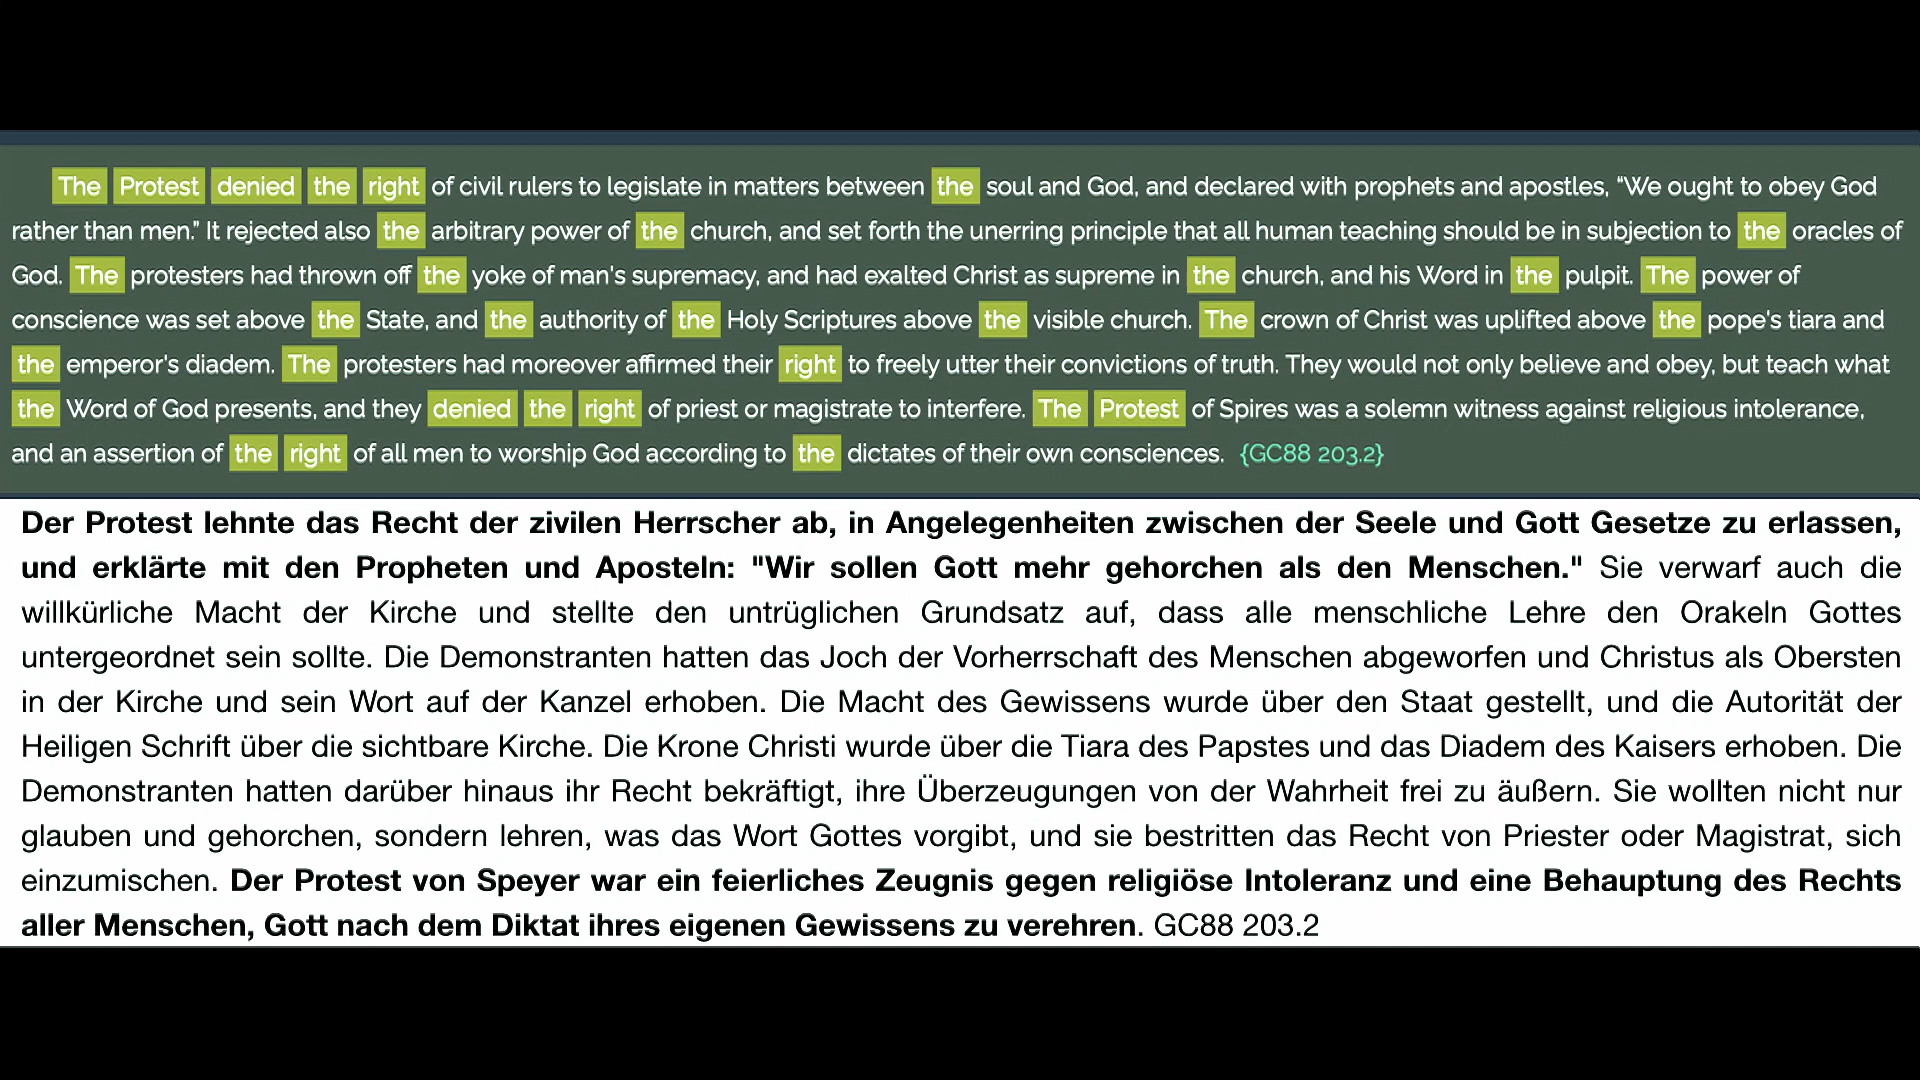 The Protest denied the right of civil rulers to legislate in matters between the soul and God, and declared with prophets and apostles, “We ought to obey God
rather than men.” It rejected also the arbitrary power of the church, and set forth the unerring principle that all human teaching should be in subjection to the oracles of
God. The protesters had thrown off the yoke of man's supremacy, and had exalted Christ as supreme in the church, and his Word in the pulpit. The power of
conscience was set above the State, and the authority of the Holy Scriptures above the visible church. The crown of Christ was uplifted above the pope's tiara and
the emperor's diadem. The protesters had moreover affirmed their right to freely utter their convictions of truth. They would not only believe and obey, but teach what
the Word of God presents, and they denied the right of priest or magistrate to interfere. The Protest of Spires was a solemn witness against religious intolerance,
and an assertion of the right of all men to worship God according to the dictates of their own consciences. {GC88 203.2}
Der Protest lehnte das Recht der zivilen Herrscher ab, in Angelegenheiten zwischen der Seele und Gott Gesetze zu erlassen,
und erklärte mit den Propheten und Aposteln: "Wir sollen Gott mehr gehorchen als den Menschen." Sie verwarf auch die
willkürliche Macht der Kirche und stellte den untrüglichen Grundsatz auf, dass alle menschliche Lehre den Orakeln Gottes
untergeordnet sein sollte. Die Demonstranten hatten das Joch der Vorherrschaft des Menschen abgeworfen und Christus als Obersten
in der Kirche und sein Wort auf der Kanzel erhoben. Die Macht des Gewissens wurde über den Staat gestellt, und die Autorität der
Heiligen Schrift über die sichtbare Kirche. Die Krone Christi wurde über die Tiara des Papstes und das Diadem des Kaisers erhoben. Die
Demonstranten hatten darüber hinaus ihr Recht bekräftigt, ihre Überzeugungen von der Wahrheit frei zu äußern. Sie wollten nicht nur
glauben und gehorchen, sondern lehren, was das Wort Gottes vorgibt, und sie bestritten das Recht von Priester oder Magistrat, sich
einzumischen. Der Protest von Speyer war ein feierliches Zeugnis gegen religiöse Intoleranz und eine Behauptung des Rechts
aller Menschen, Gott nach dem Diktat ihres eigenen Gewissens zu verehren. GC88 203.2